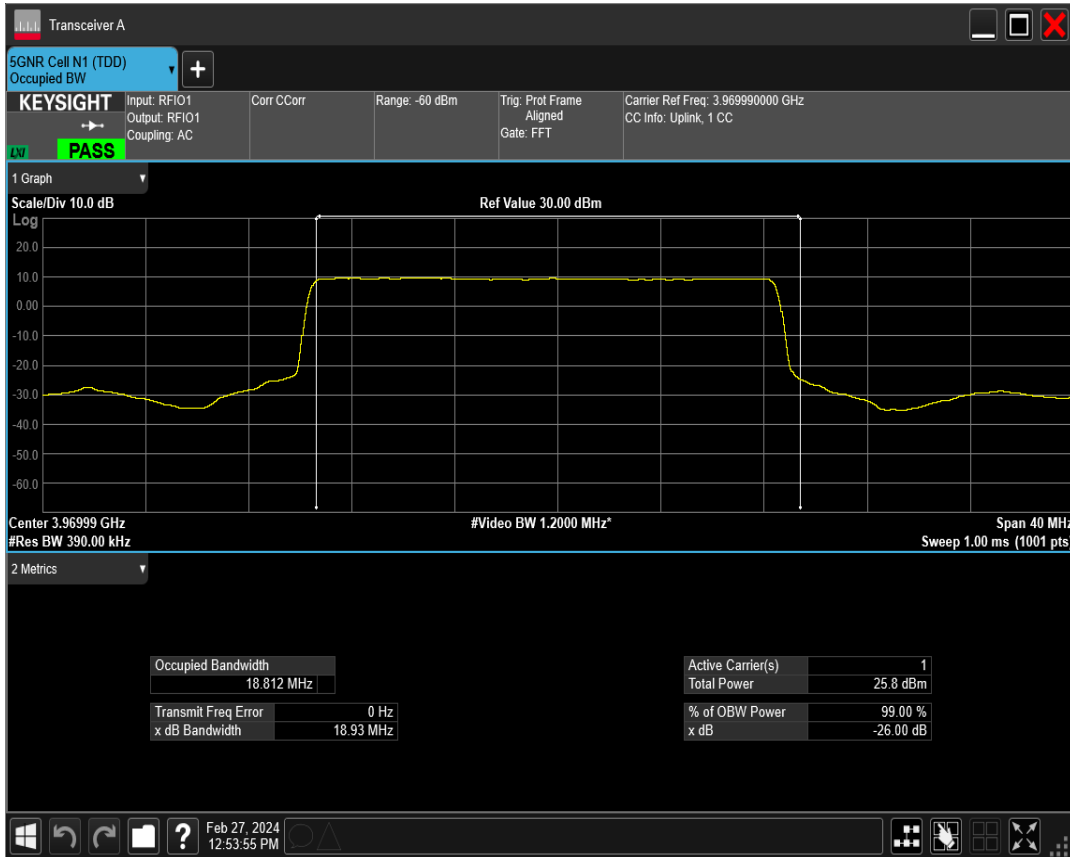 Transceiver A
5GNR Cell N1 (TDD)
Occupied BW
+
KEYSIGHT
LXI
PASS
Input: RFIO1
Output: RFIO1
Coupling: AC
Corr CCorr
Range: -60 dBm
Trig: Prot Frame
Aligned
Gate: FFT
Carrier Ref Freq: 3.969990000 GHz
CC Info: Uplink, 1 CC
1 Graph
Scale/Div 10.0 dB
Ref Value 30.00 dBm
Log
20.0
10.0
0.00
-10.0
-20.0
-30.0
-40.0
-50.0
-60.0
Center 3.96999 GHz
#Video BW 1.2000 MHz*
Span 40 MHz
#Res BW 390.00 kHz
Sweep 1.00 ms (1001 pts)
2 Metrics
Occupied Bandwidth
18.812 MHz
Transmit Freq Error 0 Hz
x dB Bandwidth 18.93 MHz
Active Carrier(s) 1
Total Power 25.8 dBm
% of OBW Power 99.00 %
x dB -26.00 dB
?
Feb 27, 2024
12:53:55 PM